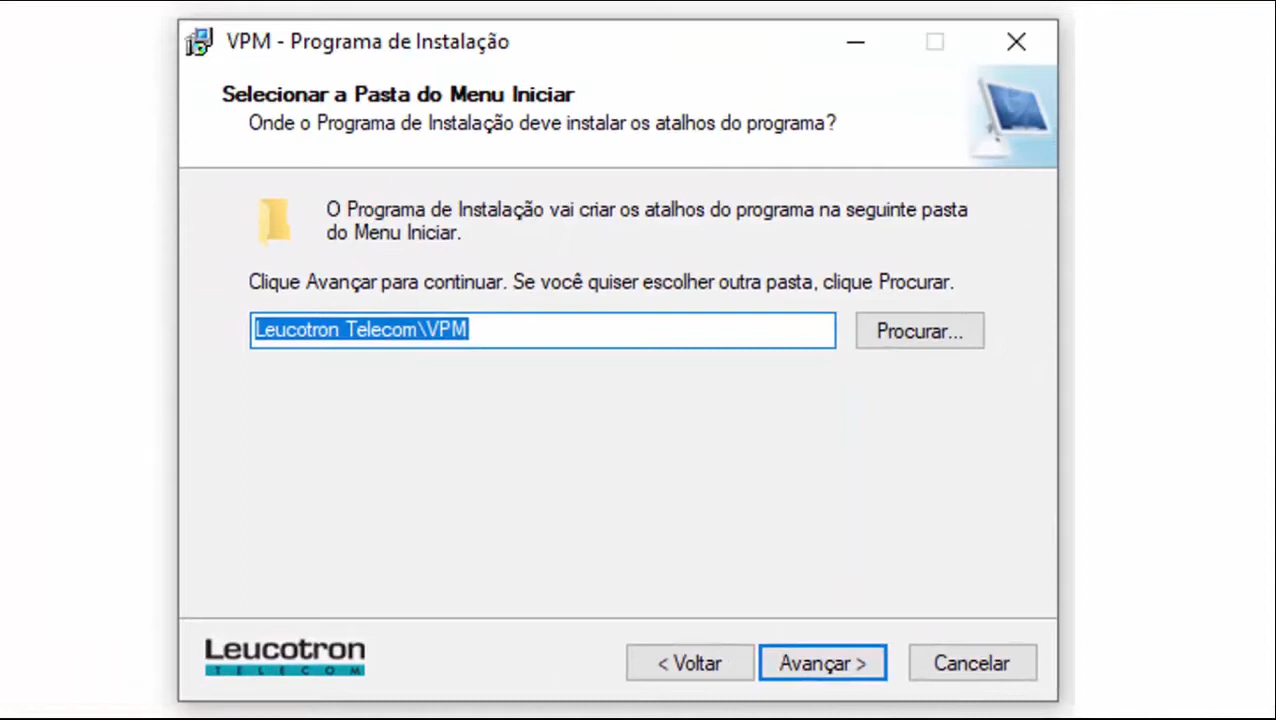 VPM - Programa de Instalação
Selecionar a Pasta do Menu Iniciar
Onde o Programa de Instalação deve instalar os atalhos do programa?
O Programa de Instalação vai criar os atalhos do programa na seguinte pasta
do Menu Iniciar.
Clique Avançar para continuar. Se você quiser escolher outra pasta, clique Procurar.
Leucotron Telecom\VPM
Procurar...
Leucotron
TELECOM
< Voltar
Avançar >
Cancelar